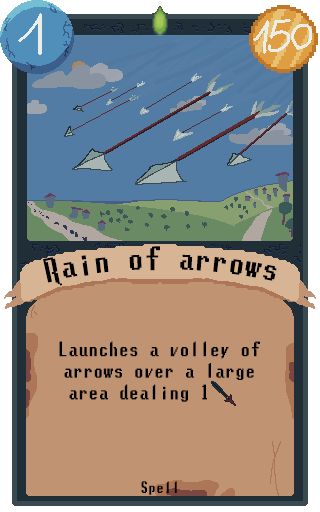 1
150
Rain of arrows
Launches a volley of
arrows over a large
area dealing 1
Spell